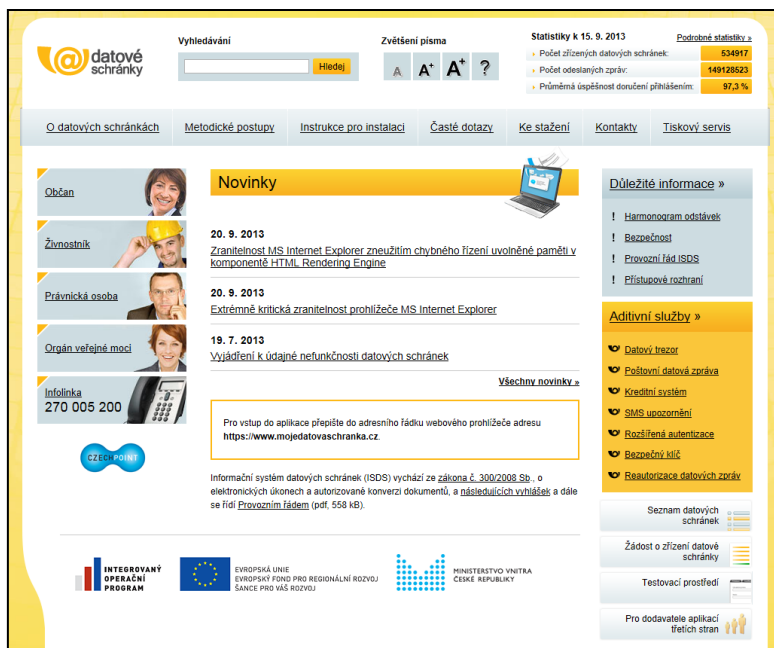 datové
schránky
Vyhledávání
Hledej
Zvětšení písma
A A+ A+ ?
Statistiky k 15. 9. 2013 Podrobné statistiky »
Počet zřízených datových schránek: 534917
Počet odeslaných zpráv: 149128523
Průměrná úspěšnost doručení přihlášením: 97,3 %
O datových schránkách Metodické postupy Instrukce pro instalaci Časté dotazy Ke stažení Kontakty Tiskový servis
Občan
Živnostník
Právnická osoba
Orgán veřejné moci
Infolinka
270 005 200
CZECHPOINT
Novinky
20. 9. 2013
Zranitelnost MS Internet Explorer zneužitím chybného řízení uvolněné paměti v
komponentě HTML Rendering Engine
20. 9. 2013
Extrémně kritická zranitelnost prohlížeče MS Internet Explorer
19. 7. 2013
Vyjádření k údajné nefunkčnosti datových schránek
Všechny novinky »
Pro vstup do aplikace přepište do adresního řádku webového prohlížeče adresu
https://www.mojedatovaschranka.cz.
Informační systém datových schránek (ISDS) vychází ze zákona č. 300/2008 Sb., o
elektronických úkonech a autorizované konverzi dokumentů, a následujících vyhlášek a dále
se řídí Provozním řádem (pdf, 558 kB).
Důležité informace »
! Harmonogram odstávek
! Bezpečnost
! Provozní řád ISDS
! Přístupové rozhraní
Aditivní služby »
Datový trezor
Poštovní datová zpráva
Kreditní systém
SMS upozornění
Rozšířená autentizace
Bezpečný klíč
Reautorizace datových zpráv
Seznam datových
schránek
Žádost o zřízení datové
schránky
Testovací prostředí
Pro dodavatele aplikací
třetích stran
INTEGROVANÝ
OPERAČNÍ
PROGRAM
EVROPSKÁ UNIE
EVROPSKÝ FOND PRO REGIONÁLNÍ ROZVOJ
ŠANCE PRO VÁŠ ROZVOJ
MINISTERSTVO VNITRA
ČESKÉ REPUBLIKY